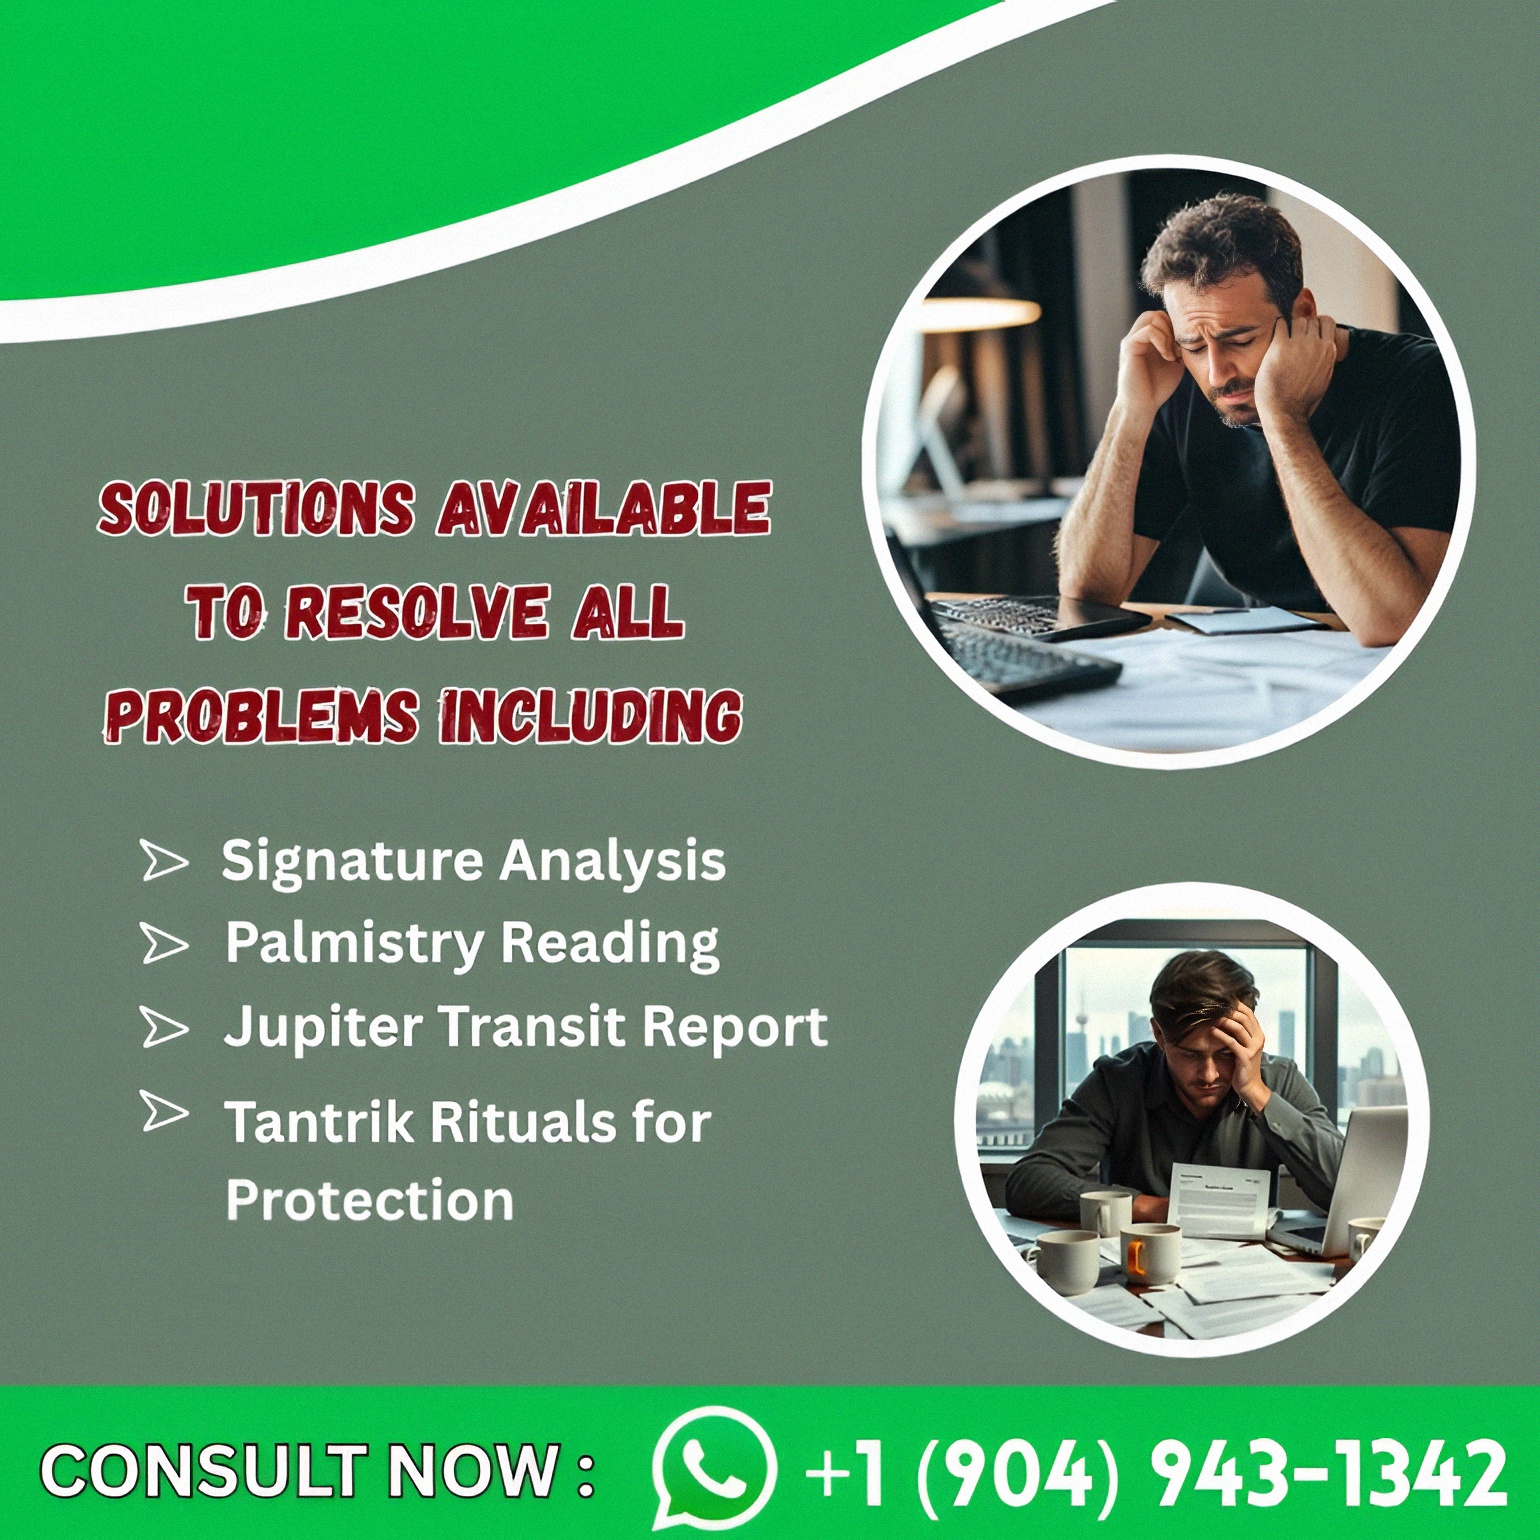 SOLUTIONS AVAILABLE
TO RESOLVE ALL
PROBLEMS INCLUDING
Signature Analysis
Palmistry Reading
Jupiter Transit Report
Tantrik Rituals for
Protection
CONSULT NOW : +1 (904) 943-1342